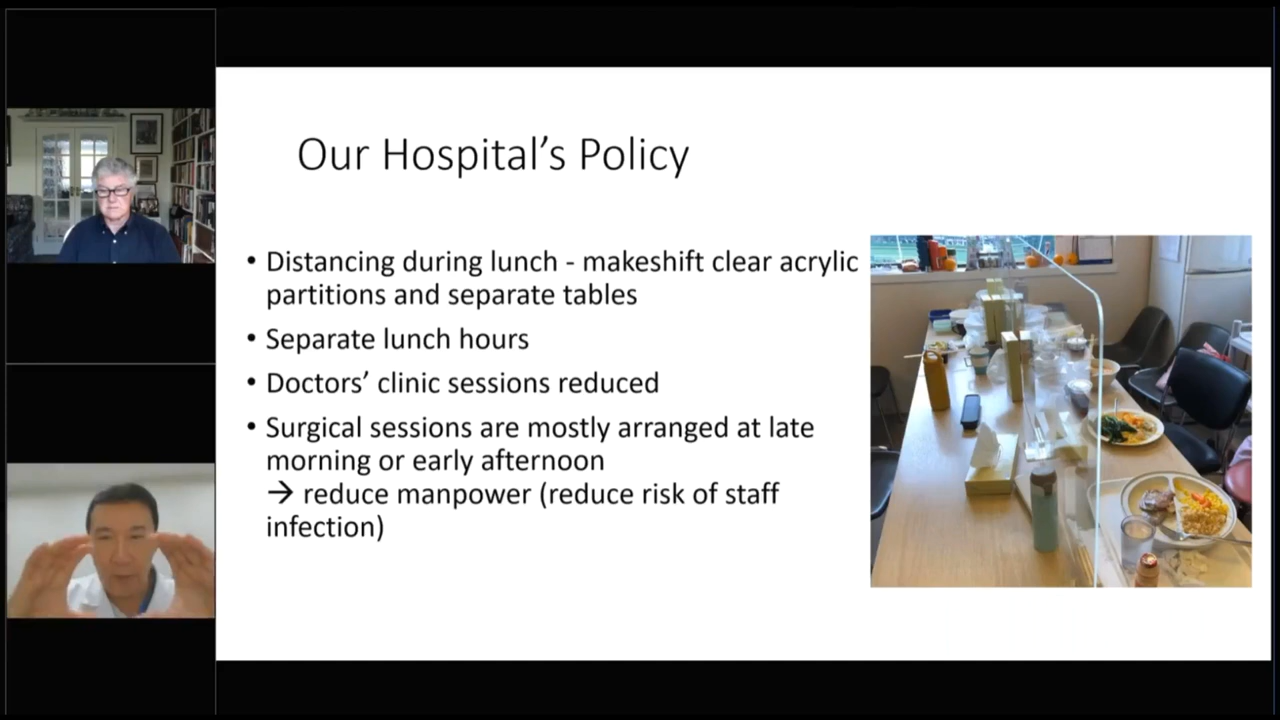 Our Hospital’s Policy
• Distancing during lunch - makeshift clear acrylic
partitions and separate tables
• Separate lunch hours
• Doctors’ clinic sessions reduced
• Surgical sessions are mostly arranged at late
morning or early afternoon
→ reduce manpower (reduce risk of staff
infection)